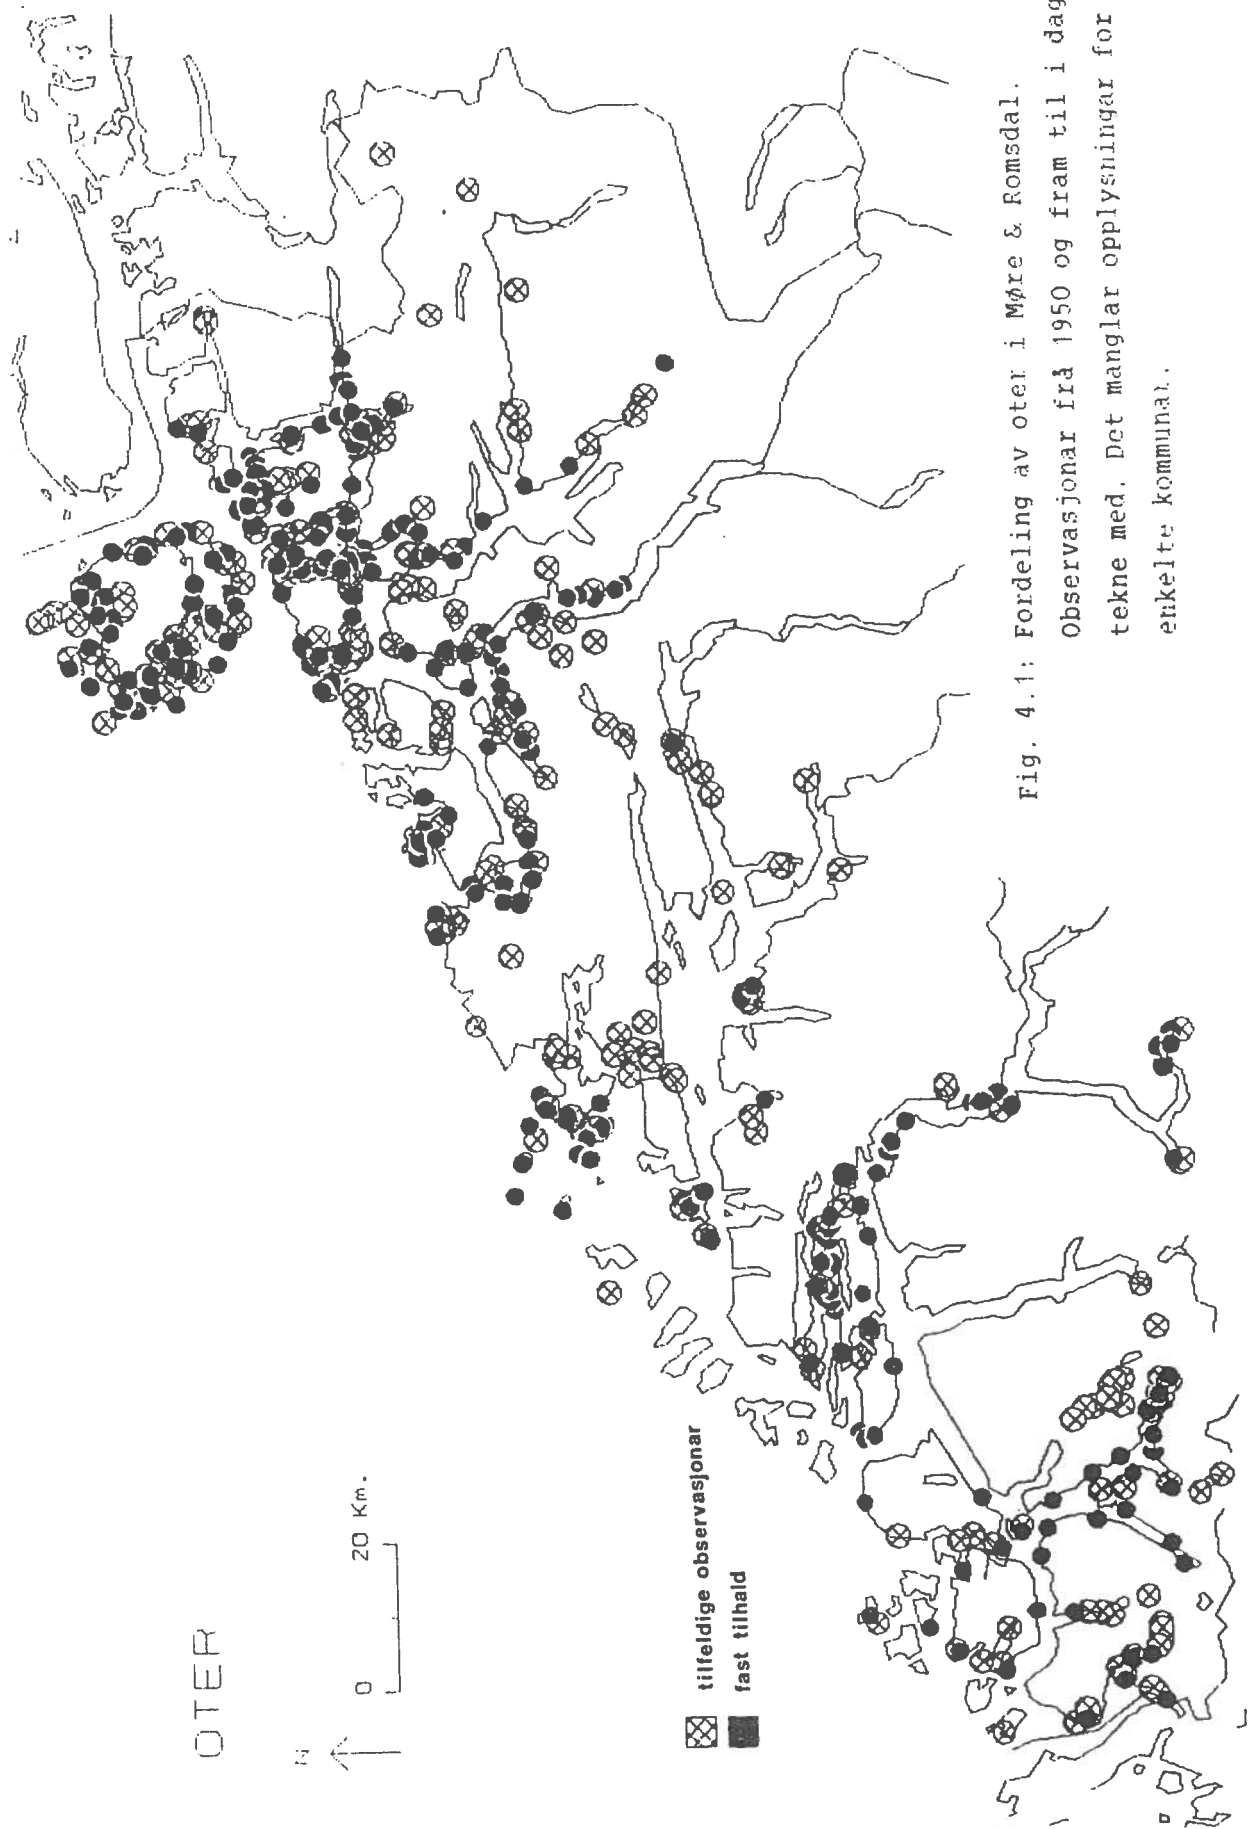 OTER
N
0 20 Km.
tilfeldige observasjonar
fast tilhald
Fig. 4.1: Fordeling av oter i Møre & Romsdal.
Observasjonar frå 1950 og fram til i dag
tekne med. Det manglar opplysningar for
enkelte kommunar.